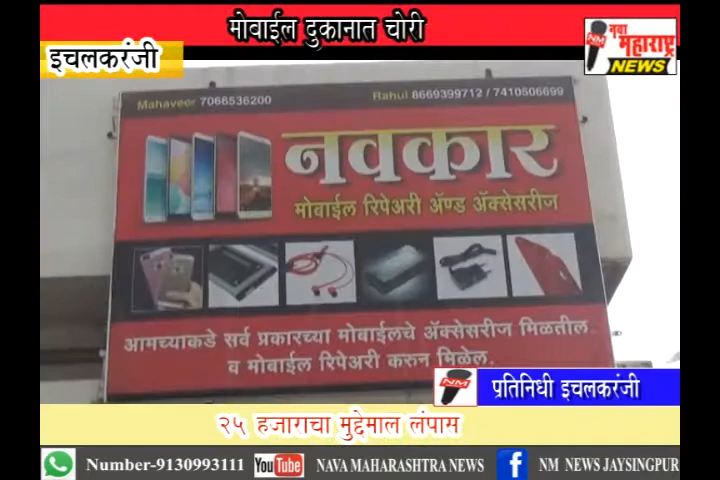 मोबाईल दुकानात चोरी
इचलकरंजी
NM नवा
महाराष्ट्र
NEWS
Mahaveer 7066536200
Rahul 8669399712 / 7410506699
नवकार
मोबाईल रिपेअरी ॲण्ड ॲक्सेसरीज
आमच्याकडे सर्व प्रकारच्या मोबाईलचे ॲक्सेसरीज मिळतील
व मोबाईल रिपेअरी करुन मिळेल.
NM प्रतिनिधी इचलकरंजी
२५ हजाराचा मुद्देमाल लंपास
Number-9130993111 YouTube NAVA MAHARASHTRA NEWS f NM NEWS JAYSINGPUR